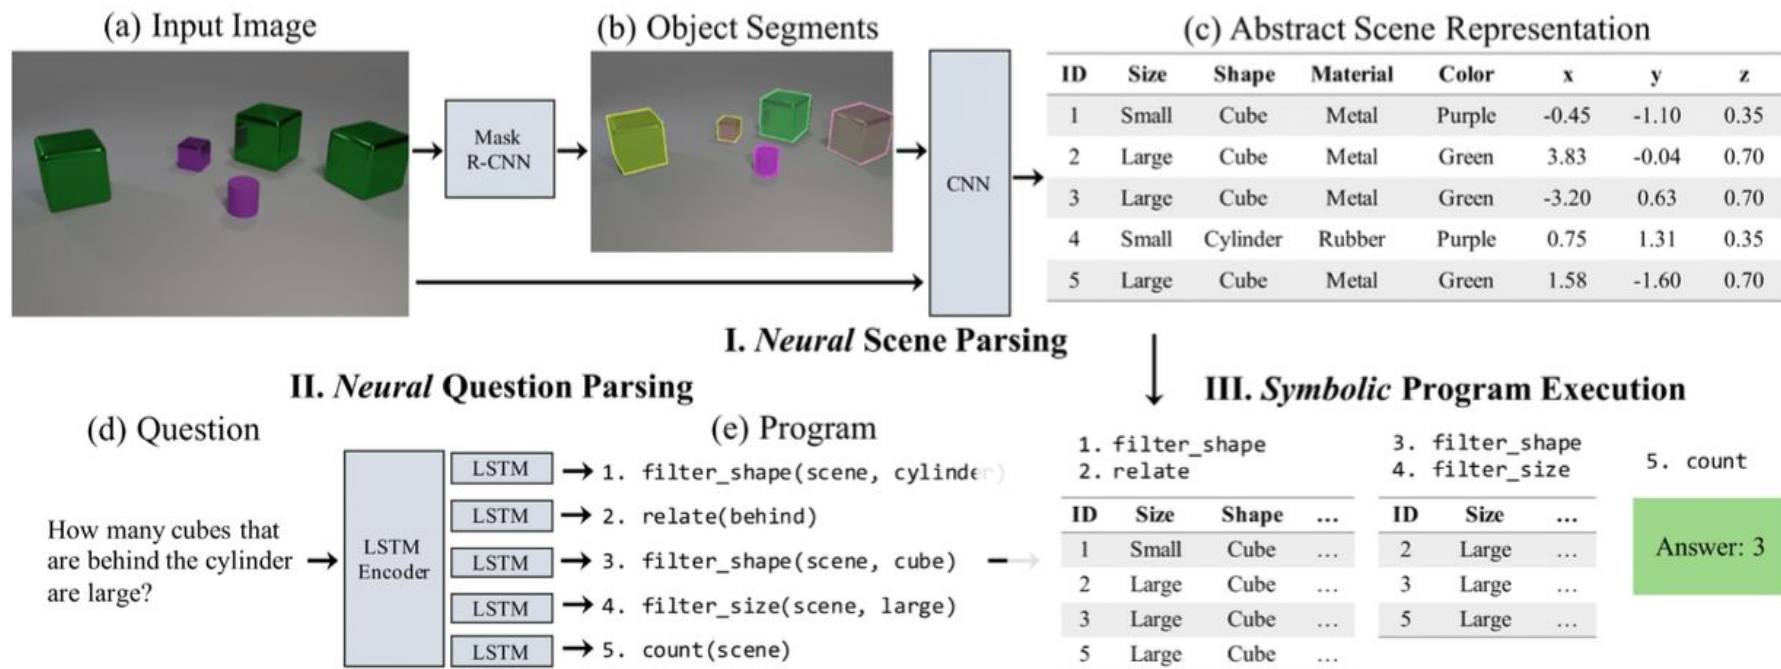 (a) Input Image
(b) Object Segments
(c) Abstract Scene Representation
Mask
R-CNN
CNN
ID Size Shape Material Color x y z
1 Small Cube Metal Purple -0.45 -1.10 0.35
2 Large Cube Metal Green 3.83 -0.04 0.70
3 Large Cube Metal Green -3.20 0.63 0.70
4 Small Cylinder Rubber Purple 0.75 1.31 0.35
5 Large Cube Metal Green 1.58 -1.60 0.70
I. Neural Scene Parsing
II. Neural Question Parsing
III. Symbolic Program Execution
(d) Question
How many cubes that
are behind the cylinder
are large?
LSTM
Encoder
(e) Program
LSTM 1. filter_shape(scene, cylinder)
LSTM 2. relate(behind)
LSTM 3. filter_shape(scene, cube)
LSTM 4. filter_size(scene, large)
LSTM 5. count(scene)
1. filter_shape
2. relate
ID Size Shape ...
1 Small Cube ...
2 Large Cube ...
3 Large Cube ...
5 Large Cube ...
3. filter_shape
4. filter_size
ID Size ...
2 Large ...
3 Large ...
5 Large ...
5. count
Answer: 3